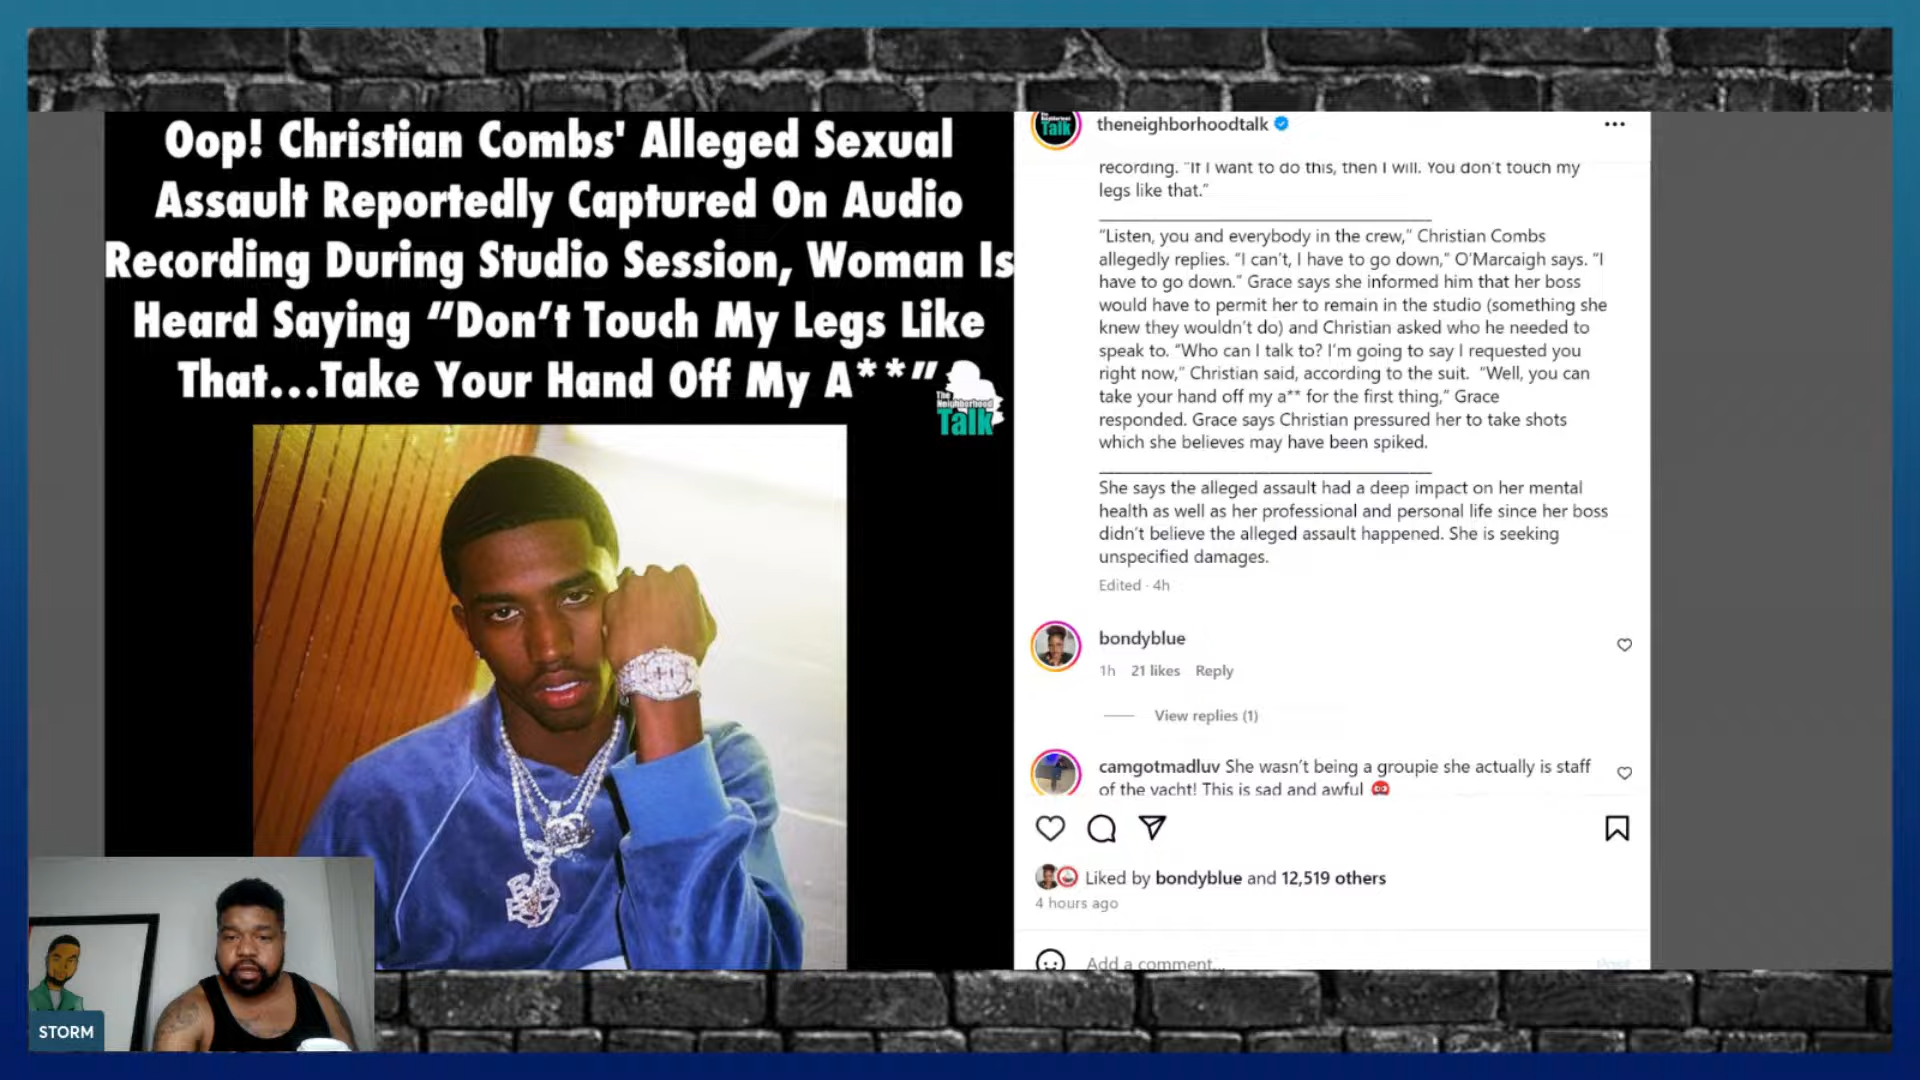 Oop! Christian Combs' Alleged Sexual
Assault Reportedly Captured On Audio
Recording During Studio Session, Woman Is
Heard Saying “Don’t Touch My Legs Like
That...Take Your Hand Off My A**”
The
Neighborhood
Talk
Talk
theneighborhoodtalk
recording. “If I want to do this, then I will. You don’t touch my
legs like that.”
“Listen, you and everybody in the crew,” Christian Combs
allegedly replies. “I can’t, I have to go down,” O’Marcaigh says. “I
have to go down.” Grace says she informed him that her boss
would have to permit her to remain in the studio (something she
knew they wouldn’t do) and Christian asked who he needed to
speak to. “Who can I talk to? I’m going to say I requested you
right now,” Christian said, according to the suit.  “Well, you can
take your hand off my a** for the first thing,” Grace
responded. Grace says Christian pressured her to take shots
which she believes may have been spiked.
She says the alleged assault had a deep impact on her mental
health as well as her professional and personal life since her boss
didn’t believe the alleged assault happened. She is seeking
unspecified damages.
Edited · 4h
bondyblue
1h 21 likes Reply
View replies (1)
camgotmadluv She wasn’t being a groupie she actually is staff
of the yacht! This is sad and awful
Liked by bondyblue and 12,519 others
4 hours ago
Add a comment...
Post
STORM